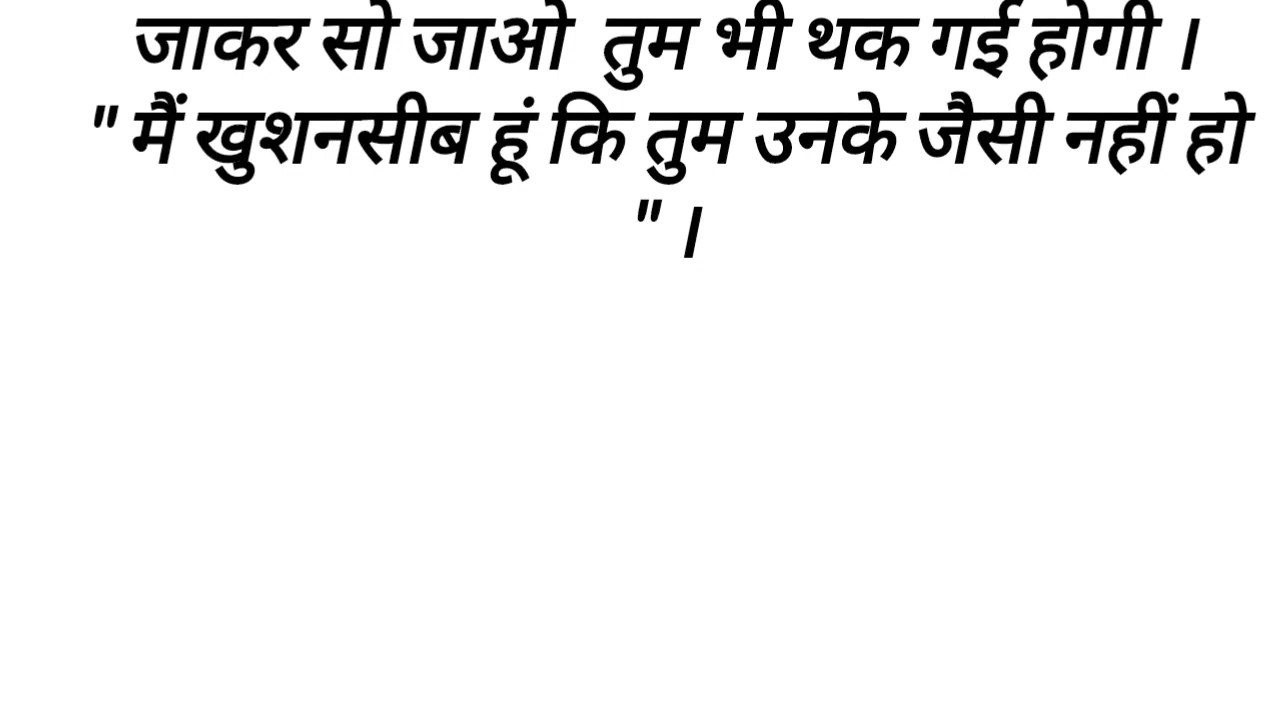 जाकर सो जाओ  तुम भी थक गई होगी ।
" मैं खुशनसीब हूं कि तुम उनके जैसी नहीं हो
" ।